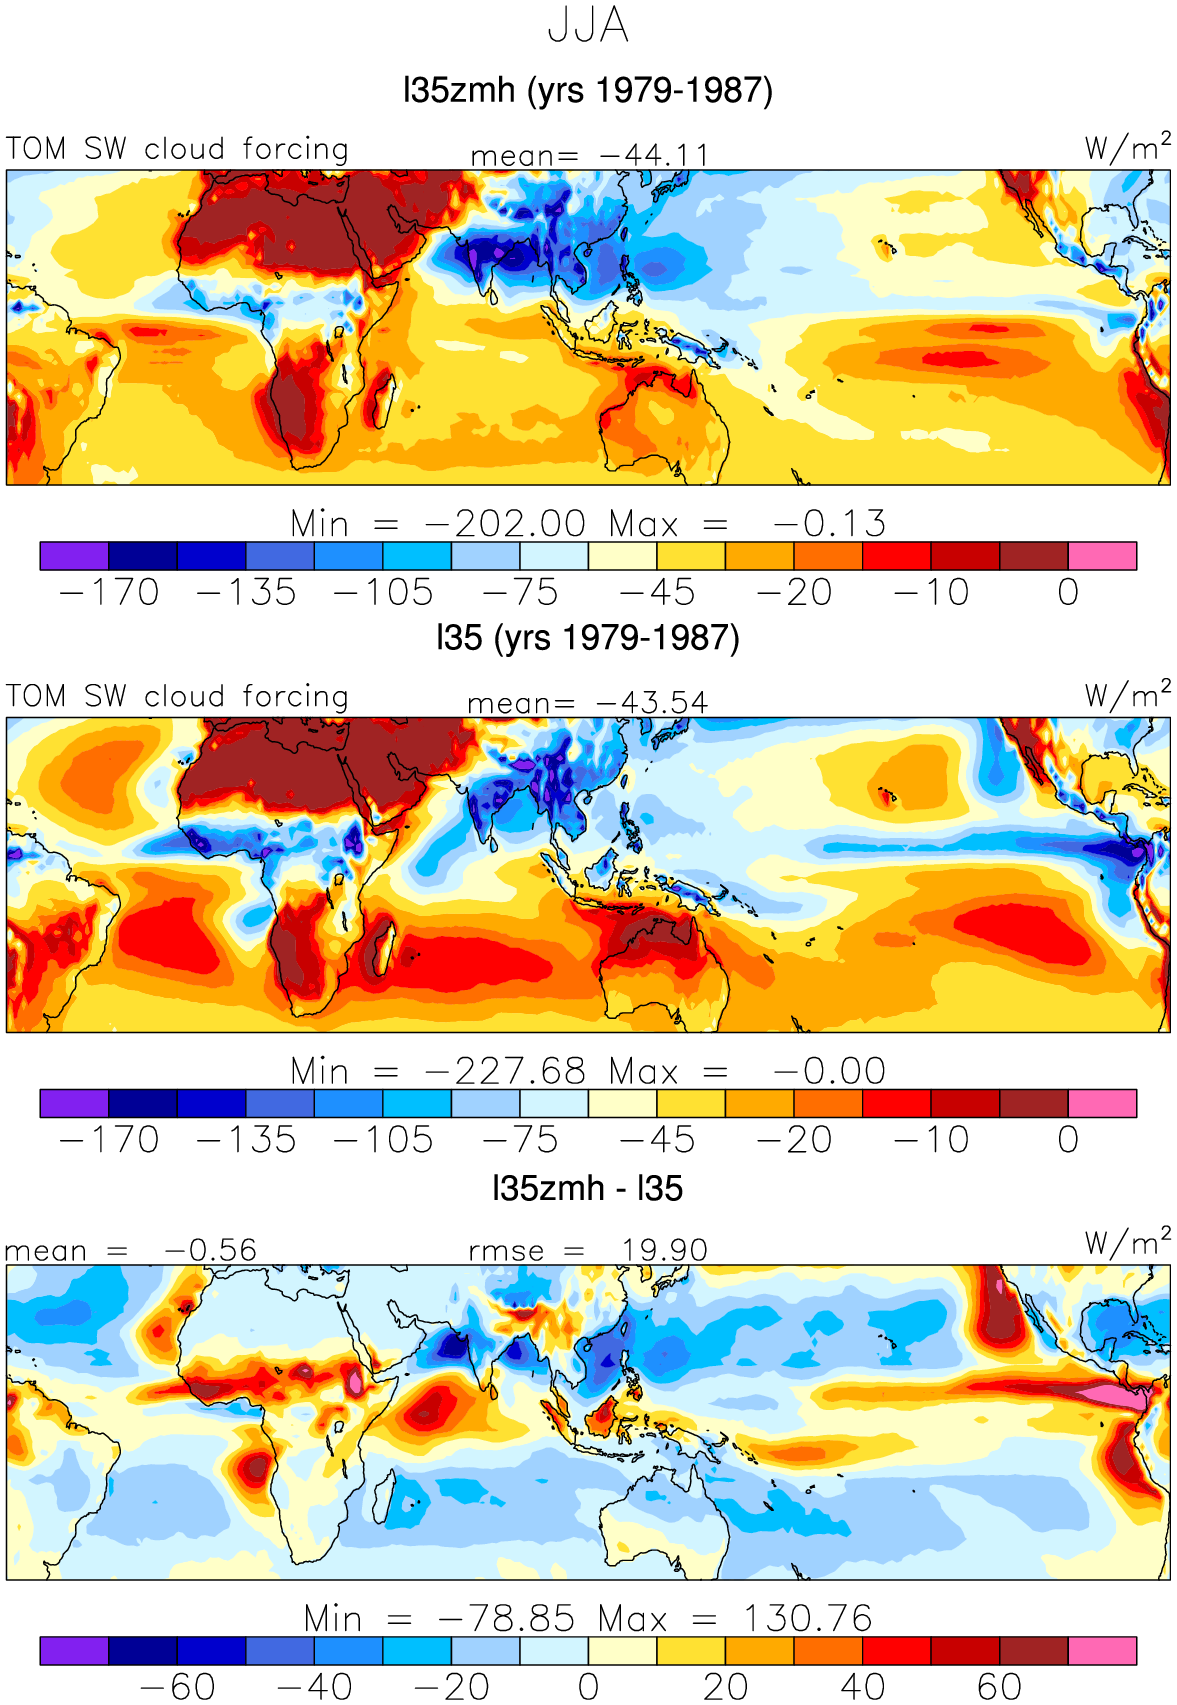 JJA
l35zmh (yrs 1979-1987)
TOM SW cloud forcing mean= -44.11 W/m²
Min = -202.00 Max = -0.13
-170 -135 -105 -75 -45 -20 -10 0
l35 (yrs 1979-1987)
TOM SW cloud forcing mean= -43.54 W/m²
Min = -227.68 Max = -0.00
-170 -135 -105 -75 -45 -20 -10 0
l35zmh - l35
mean = -0.56 rmse = 19.90 W/m²
Min = -78.85 Max = 130.76
-60 -40 -20 0 20 40 60